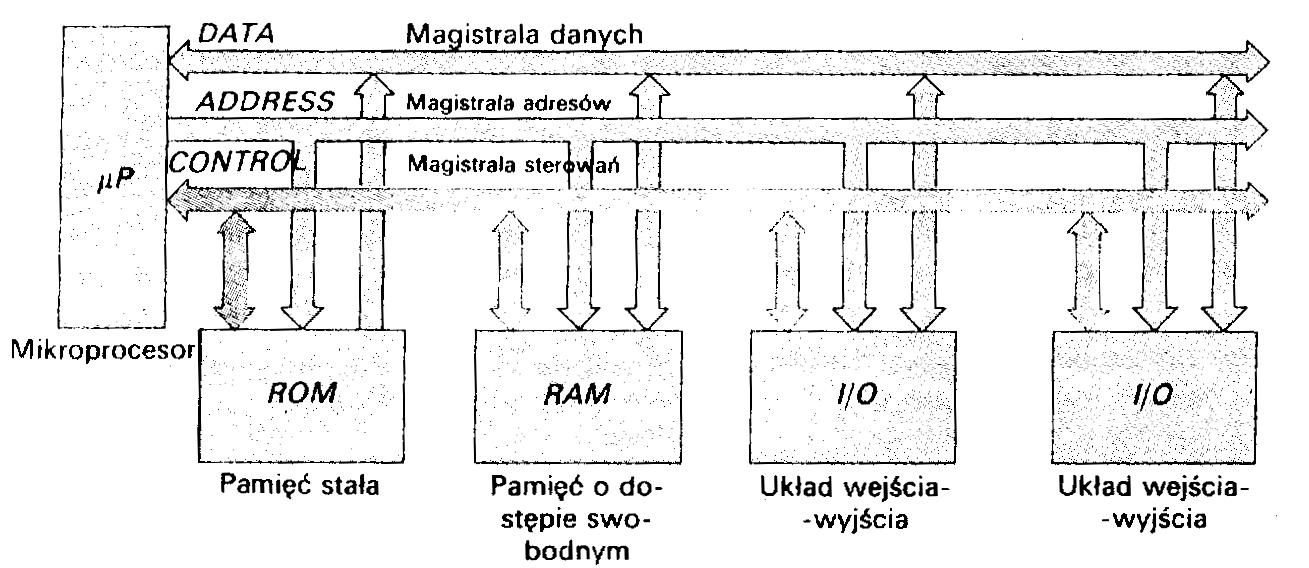 DATA Magistrala danych
ADDRESS Magistrala adresów
CONTROL Magistrala sterowań
µP
Mikroprocesor
ROM RAM I/O I/O
Pamięć stała
Pamięć o do-
stępie swo-
bodnym
Układ wejścia-
-wyjścia
Układ wejścia-
-wyjścia